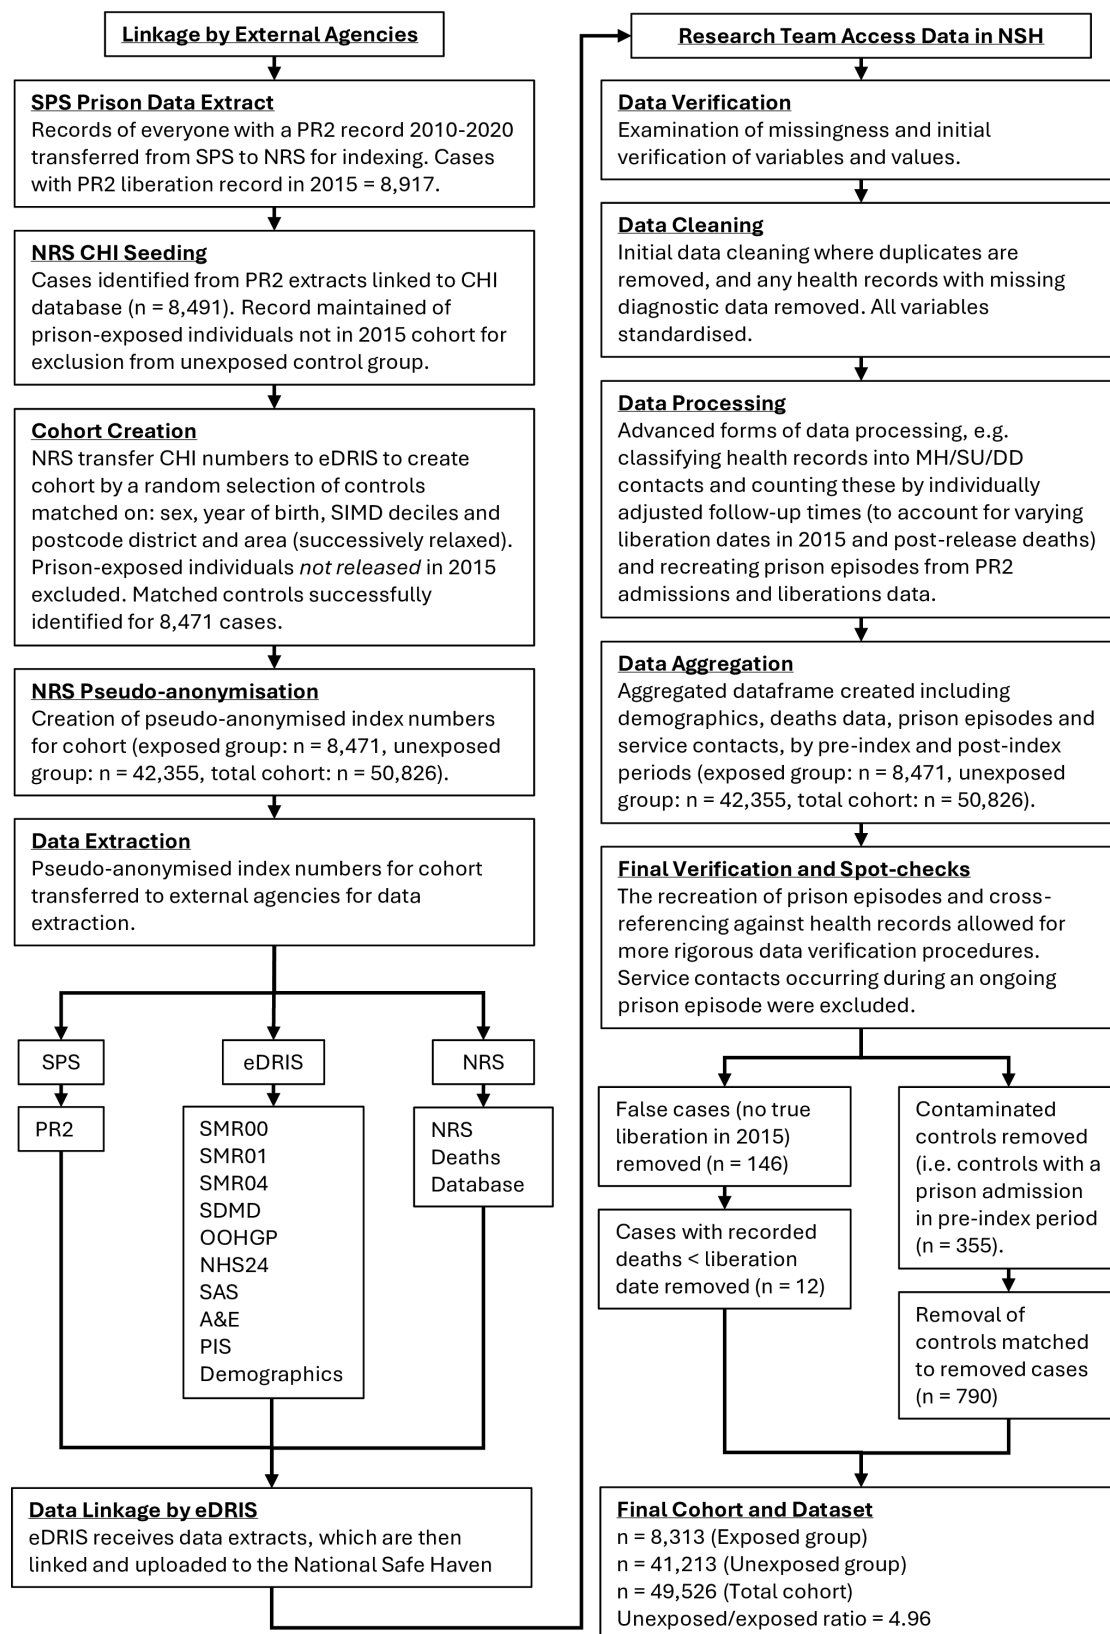 Linkage by External Agencies
SPS Prison Data Extract
Records of everyone with a PR2 record 2010-2020
transferred from SPS to NRS for indexing. Cases
with PR2 liberation record in 2015 = 8,917.
NRS CHI Seeding
Cases identified from PR2 extracts linked to CHI
database (n = 8,491). Record maintained of
prison-exposed individuals not in 2015 cohort for
exclusion from unexposed control group.
Cohort Creation
NRS transfer CHI numbers to eDRIS to create
cohort by a random selection of controls
matched on: sex, year of birth, SIMD deciles and
postcode district and area (successively relaxed).
Prison-exposed individuals not released in 2015
excluded. Matched controls successfully
identified for 8,471 cases.
NRS Pseudo-anonymisation
Creation of pseudo-anonymised index numbers
for cohort (exposed group: n = 8,471, unexposed
group: n = 42,355, total cohort: n = 50,826).
Data Extraction
Pseudo-anonymised index numbers for cohort
transferred to external agencies for data
extraction.
SPS
PR2
eDRIS
SMR00
SMR01
SMR04
SDMD
OOHGP
NHS24
SAS
A&E
PIS
Demographics
NRS
NRS
Deaths
Database
Data Linkage by eDRIS
eDRIS receives data extracts, which are then
linked and uploaded to the National Safe Haven
Research Team Access Data in NSH
Data Verification
Examination of missingness and initial
verification of variables and values.
Data Cleaning
Initial data cleaning where duplicates are
removed, and any health records with missing
diagnostic data removed. All variables
standardised.
Data Processing
Advanced forms of data processing, e.g.
classifying health records into MH/SU/DD
contacts and counting these by individually
adjusted follow-up times (to account for varying
liberation dates in 2015 and post-release deaths)
and recreating prison episodes from PR2
admissions and liberations data.
Data Aggregation
Aggregated dataframe created including
demographics, deaths data, prison episodes and
service contacts, by pre-index and post-index
periods (exposed group: n = 8,471, unexposed
group: n = 42,355, total cohort: n = 50,826).
Final Verification and Spot-checks
The recreation of prison episodes and cross-
referencing against health records allowed for
more rigorous data verification procedures.
Service contacts occurring during an ongoing
prison episode were excluded.
False cases (no true
liberation in 2015)
removed (n = 146)
Cases with recorded
deaths < liberation
date removed (n = 12)
Contaminated
controls removed
(i.e. controls with a
prison admission
in pre-index period
(n = 355).
Removal of
controls matched
to removed cases
(n = 790)
Final Cohort and Dataset
n = 8,313 (Exposed group)
n = 41,213 (Unexposed group)
n = 49,526 (Total cohort)
Unexposed/exposed ratio = 4.96